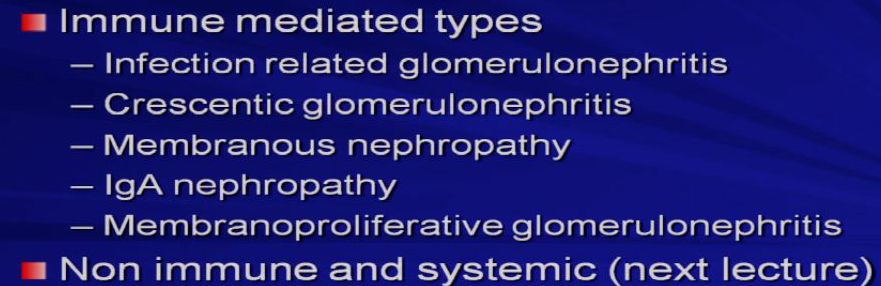 Immune mediated types
– Infection related glomerulonephritis
– Crescentic glomerulonephritis
– Membranous nephropathy
– IgA nephropathy
– Membranoproliferative glomerulonephritis
Non immune and systemic (next lecture)